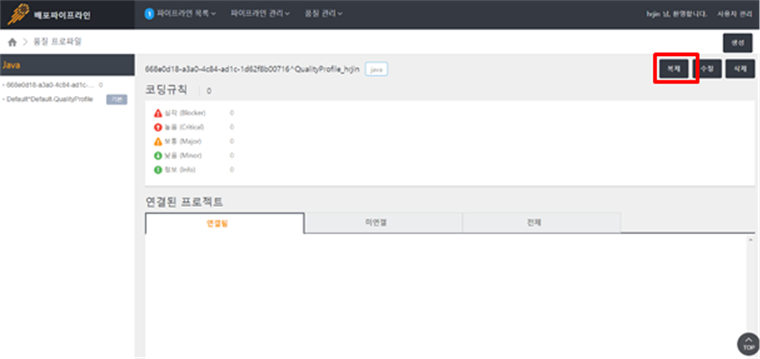 배포파이프라인
1 파이프라인 목록 파이프라인 관리 품질 관리
hrjin 님, 환영합니다. 사용자 관리
품질 프로파일
생성
Java
- 668e0d18-a3a0-4c84-ad1c-... 0
- Default^Default-QualityProfile 기본
668e0d18-a3a0-4c84-ad1c-1d62f8b00716^QualityProfile_hrjin java
복제 수정 삭제
코딩규칙 0
심각 (Blocker) 0
높음 (Critical) 0
보통 (Major) 0
낮음 (Minor) 0
정보 (Info) 0
연결된 프로젝트
연결됨 미연결 전체
TOP